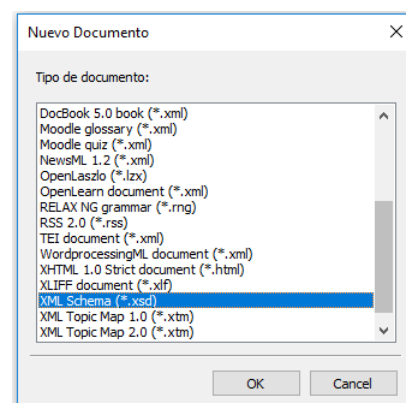 Nuevo Documento
Tipo de documento:
DocBook 5.0 book (*.xml)
Moodle glossary (*.xml)
Moodle quiz (*.xml)
NewsML 1.2 (*.xml)
OpenLaszlo (*.lzx)
OpenLearn document (*.xml)
RELAX NG grammar (*.rng)
RSS 2.0 (*.rss)
TEI document (*.xml)
WordprocessingML document (*.xml)
XHTML 1.0 Strict document (*.html)
XLIFF document (*.xlf)
XML Schema (*.xsd)
XML Topic Map 1.0 (*.xtm)
XML Topic Map 2.0 (*.xtm)
OK Cancel